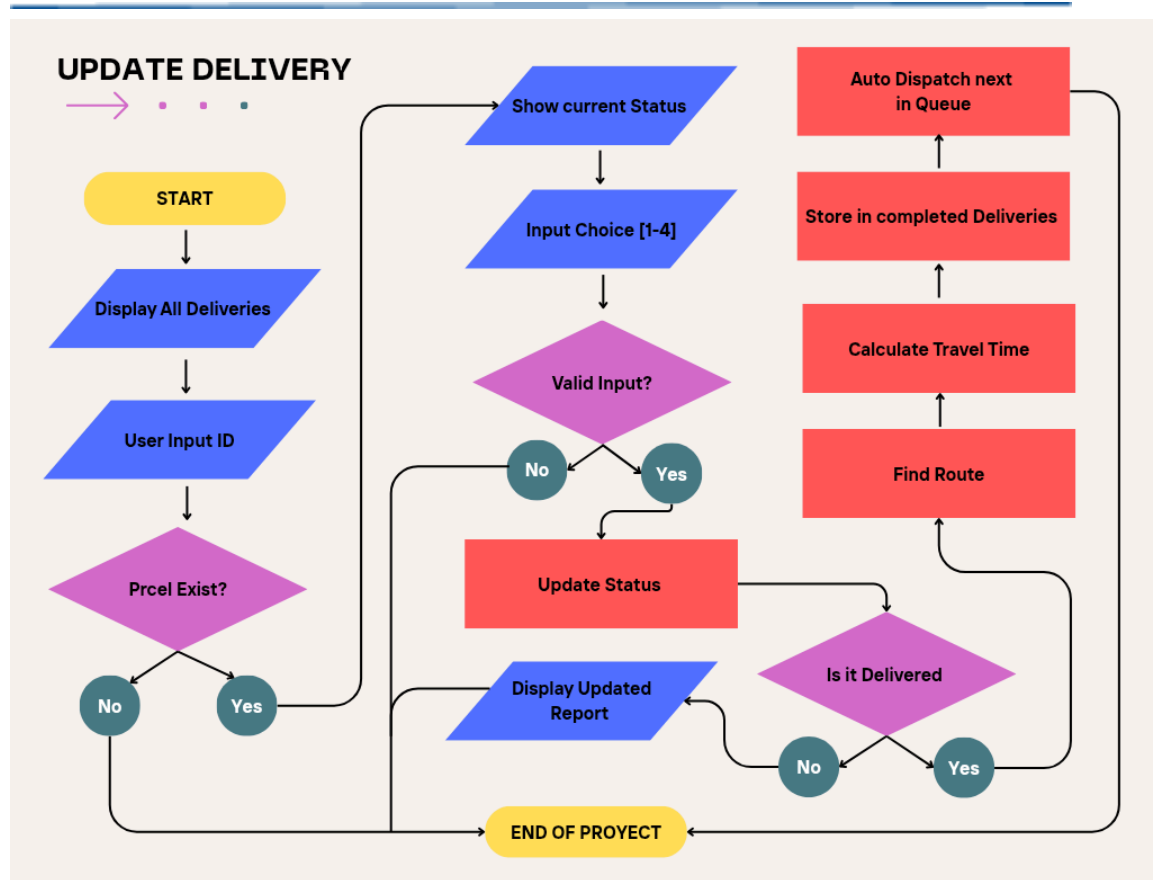 UPDATE DELIVERY
START
Display All Deliveries
User Input ID
Prcel Exist?
No
Yes
Show current Status
Input Choice [1-4]
Valid Input?
No
Yes
Update Status
Is it Delivered
No
Yes
Display Updated
Report
Find Route
Calculate Travel Time
Store in completed Deliveries
Auto Dispatch next
in Queue
END OF PROYECT